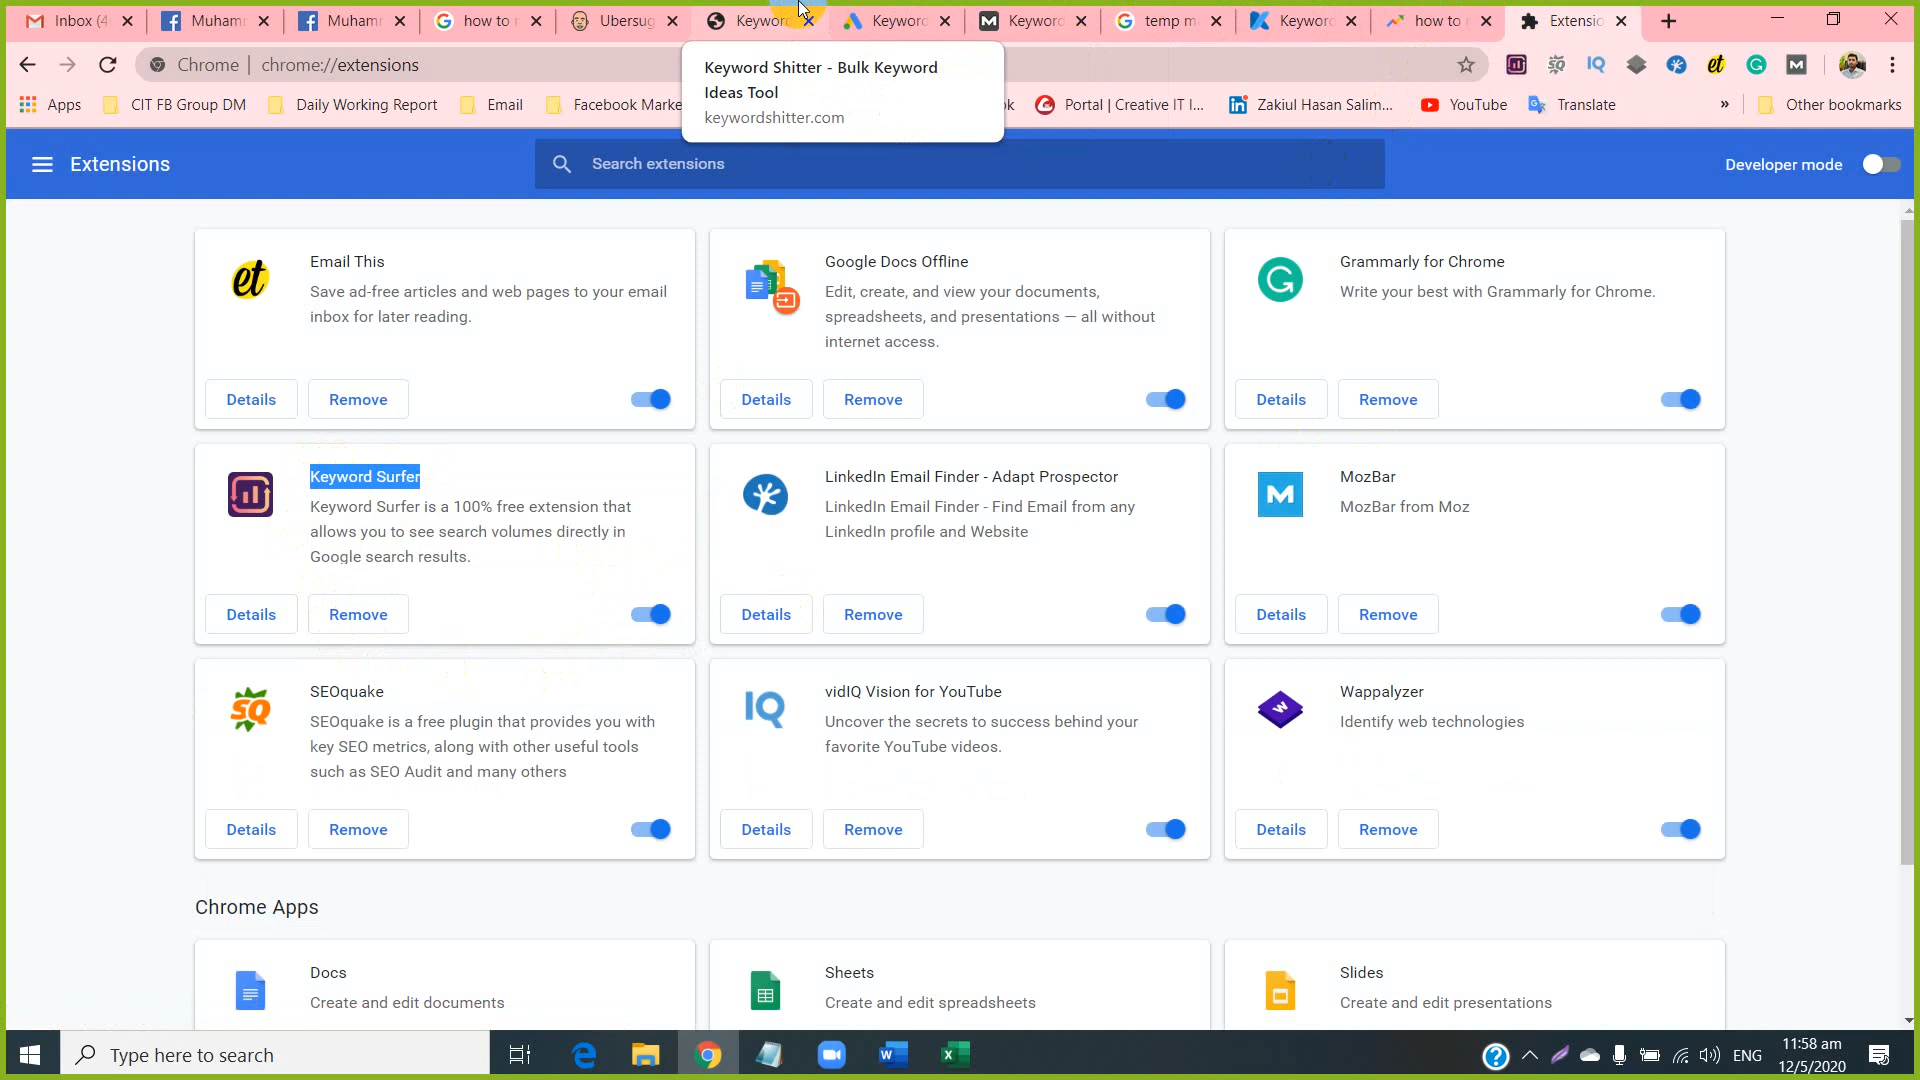 Inbox (4
Muhamm
Muhamm
how to r
Ubersug
Keyword
Keyword
Keyword
temp m
Keyword
how to r
Extensio
Chrome | chrome://extensions
Keyword Shitter - Bulk Keyword
Ideas Tool
keywordshitter.com
Apps
CIT FB Group DM
Daily Working Report
Email
Facebook Marke
Portal | Creative IT I...
Zakiul Hasan Salim...
YouTube
Translate
»
Other bookmarks
Extensions
Search extensions
Developer mode
Email This
Save ad-free articles and web pages to your email
inbox for later reading.
Details
Remove
Google Docs Offline
Edit, create, and view your documents,
spreadsheets, and presentations — all without
internet access.
Details
Remove
Grammarly for Chrome
Write your best with Grammarly for Chrome.
Details
Remove
Keyword Surfer
Keyword Surfer is a 100% free extension that
allows you to see search volumes directly in
Google search results.
Details
Remove
LinkedIn Email Finder - Adapt Prospector
LinkedIn Email Finder - Find Email from any
LinkedIn profile and Website
Details
Remove
MozBar
MozBar from Moz
Details
Remove
SEOquake
SEOquake is a free plugin that provides you with
key SEO metrics, along with other useful tools
such as SEO Audit and many others
Details
Remove
vidIQ Vision for YouTube
Uncover the secrets to success behind your
favorite YouTube videos.
Details
Remove
Wappalyzer
Identify web technologies
Details
Remove
Chrome Apps
Docs
Create and edit documents
Sheets
Create and edit spreadsheets
Slides
Create and edit presentations
Type here to search
ENG
11:58 am
12/5/2020